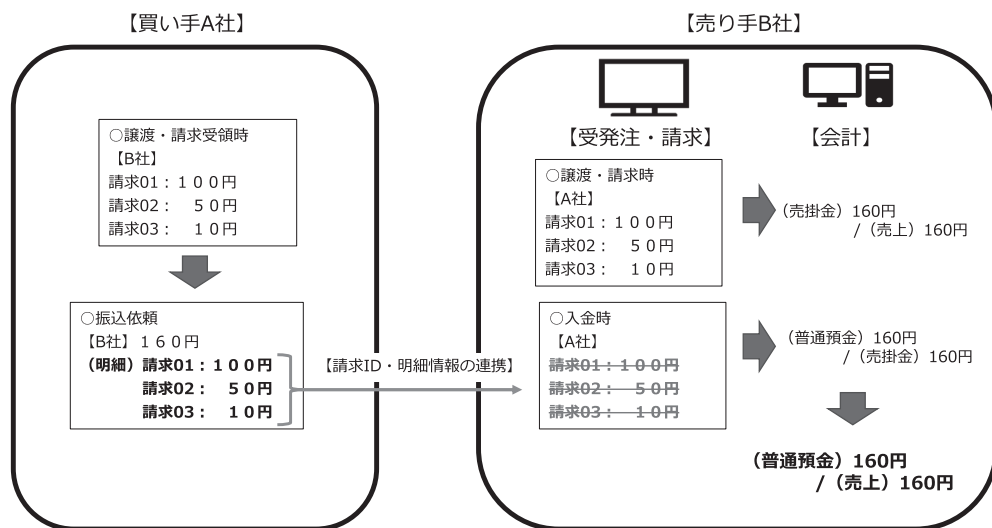 【買い手A社】
○譲渡・請求受領時
【B社】
請求01：１００円
請求02：　５０円
請求03：　１０円
○振込依頼
【B社】１６０円
（明細）請求01：１００円
請求02：　５０円
請求03：　１０円
【請求ID・明細情報の連携】
【売り手B社】
【受発注・請求】
【会計】
○譲渡・請求時
【A社】
請求01：１００円
請求02：　５０円
請求03：　１０円
（売掛金）160円
/（売上）160円
○入金時
【A社】
請求01：１００円
請求02：　５０円
請求03：　１０円
（普通預金）160円
/（売掛金）160円
（普通預金）160円
/（売上）160円